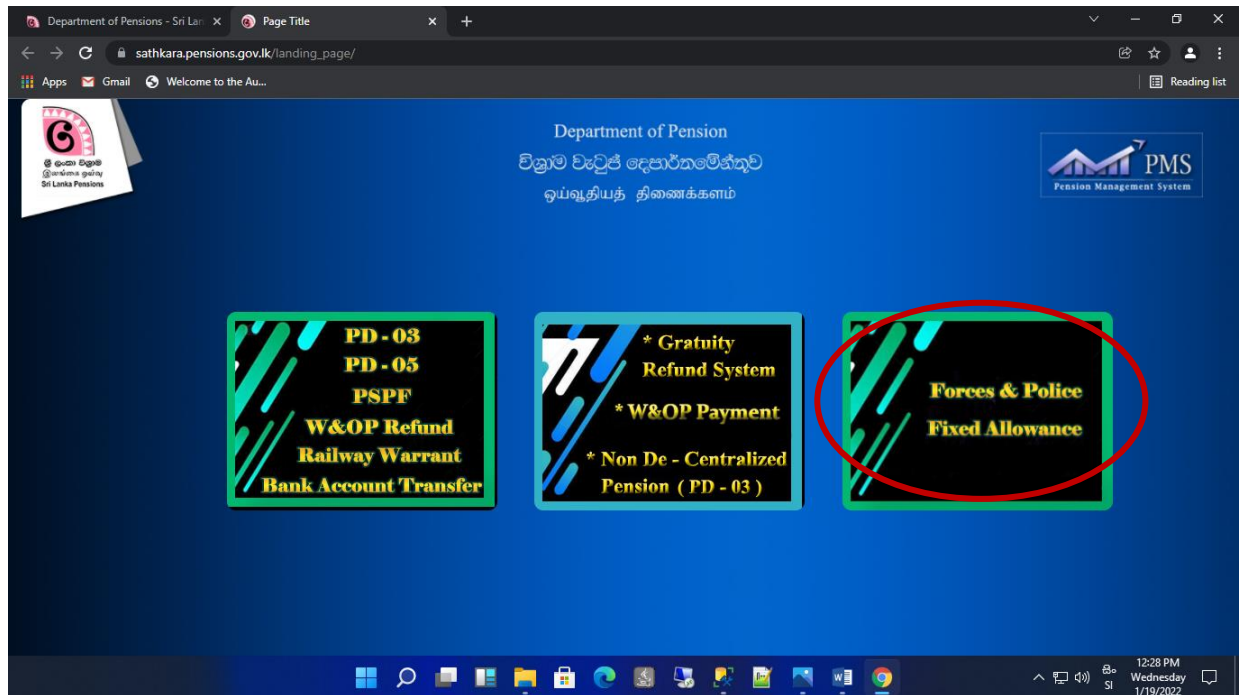 Department of Pensions - Sri Lan
Page Title
sathkara.pensions.gov.lk/landing_page/
Apps
Gmail
Welcome to the Au...
Reading list
ශ්‍රී ලංකා විශ්‍රාම
Sri Lanka Pensions
Department of Pension
විශ්‍රාම වැටුප් දෙපාර්තමේන්තුව
ஓய்வூதியத் திணைக்களம்
PMS
Pension Management System
PD - 03
PD - 05
PSPF
W&OP Refund
Railway Warrant
Bank Account Transfer
* Gratuity
Refund System
* W&OP Payment
* Non De - Centralized
Pension ( PD - 03 )
Forces & Police
Fixed Allowance
SI
12:28 PM
Wednesday
1/19/2022